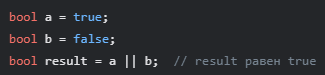 bool a = true;
bool b = false;
bool result = a || b;  // result равен true